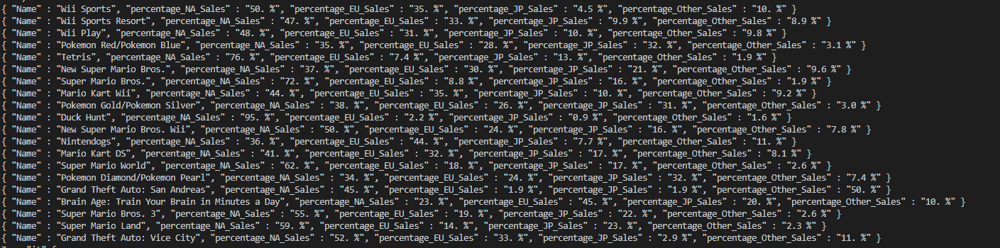 { "Name" : "Wii Sports", "percentage_NA_Sales" : "50. %", "percentage_EU_Sales" : "35. %", "percentage_JP_Sales" : "4.5 %", "percentage_Other_Sales" : "10. %" }
{ "Name" : "Wii Sports Resort", "percentage_NA_Sales" : "47. %", "percentage_EU_Sales" : "33. %", "percentage_JP_Sales" : "9.9 %", "percentage_Other_Sales" : "8.9 %" }
{ "Name" : "Wii Play", "percentage_NA_Sales" : "48. %", "percentage_EU_Sales" : "31. %", "percentage_JP_Sales" : "10. %", "percentage_Other_Sales" : "9.8 %" }
{ "Name" : "Pokemon Red/Pokemon Blue", "percentage_NA_Sales" : "35. %", "percentage_EU_Sales" : "28. %", "percentage_JP_Sales" : "32. %", "percentage_Other_Sales" : "3.1 %" }
{ "Name" : "Tetris", "percentage_NA_Sales" : "76. %", "percentage_EU_Sales" : "7.4 %", "percentage_JP_Sales" : "13. %", "percentage_Other_Sales" : "1.9 %" }
{ "Name" : "New Super Mario Bros.", "percentage_NA_Sales" : "37. %", "percentage_EU_Sales" : "30. %", "percentage_JP_Sales" : "21. %", "percentage_Other_Sales" : "9.6 %" }
{ "Name" : "Super Mario Bros.", "percentage_NA_Sales" : "72. %", "percentage_EU_Sales" : "8.8 %", "percentage_JP_Sales" : "16. %", "percentage_Other_Sales" : "1.9 %" }
{ "Name" : "Mario Kart Wii", "percentage_NA_Sales" : "44. %", "percentage_EU_Sales" : "35. %", "percentage_JP_Sales" : "10. %", "percentage_Other_Sales" : "9.2 %" }
{ "Name" : "Pokemon Gold/Pokemon Silver", "percentage_NA_Sales" : "38. %", "percentage_EU_Sales" : "26. %", "percentage_JP_Sales" : "31. %", "percentage_Other_Sales" : "3.0 %" }
{ "Name" : "Duck Hunt", "percentage_NA_Sales" : "95. %", "percentage_EU_Sales" : "2.2 %", "percentage_JP_Sales" : "0.9 %", "percentage_Other_Sales" : "1.6 %" }
{ "Name" : "New Super Mario Bros. Wii", "percentage_NA_Sales" : "50. %", "percentage_EU_Sales" : "24. %", "percentage_JP_Sales" : "16. %", "percentage_Other_Sales" : "7.8 %" }
{ "Name" : "Nintendogs", "percentage_NA_Sales" : "36. %", "percentage_EU_Sales" : "44. %", "percentage_JP_Sales" : "7.7 %", "percentage_Other_Sales" : "11. %" }
{ "Name" : "Mario Kart DS", "percentage_NA_Sales" : "41. %", "percentage_EU_Sales" : "32. %", "percentage_JP_Sales" : "17. %", "percentage_Other_Sales" : "8.1 %" }
{ "Name" : "Super Mario World", "percentage_NA_Sales" : "62. %", "percentage_EU_Sales" : "18. %", "percentage_JP_Sales" : "17. %", "percentage_Other_Sales" : "2.6 %" }
{ "Name" : "Pokemon Diamond/Pokemon Pearl", "percentage_NA_Sales" : "34. %", "percentage_EU_Sales" : "24. %", "percentage_JP_Sales" : "32. %", "percentage_Other_Sales" : "7.4 %" }
{ "Name" : "Grand Theft Auto: San Andreas", "percentage_NA_Sales" : "45. %", "percentage_EU_Sales" : "1.9 %", "percentage_JP_Sales" : "1.9 %", "percentage_Other_Sales" : "50. %" }
{ "Name" : "Brain Age: Train Your Brain in Minutes a Day", "percentage_NA_Sales" : "23. %", "percentage_EU_Sales" : "45. %", "percentage_JP_Sales" : "20. %", "percentage_Other_Sales" : "10. %" }
{ "Name" : "Super Mario Bros. 3", "percentage_NA_Sales" : "55. %", "percentage_EU_Sales" : "19. %", "percentage_JP_Sales" : "22. %", "percentage_Other_Sales" : "2.6 %" }
{ "Name" : "Super Mario Land", "percentage_NA_Sales" : "59. %", "percentage_EU_Sales" : "14. %", "percentage_JP_Sales" : "23. %", "percentage_Other_Sales" : "2.3 %" }
{ "Name" : "Grand Theft Auto: Vice City", "percentage_NA_Sales" : "52. %", "percentage_EU_Sales" : "33. %", "percentage_JP_Sales" : "2.9 %", "percentage_Other_Sales" : "11. %" }